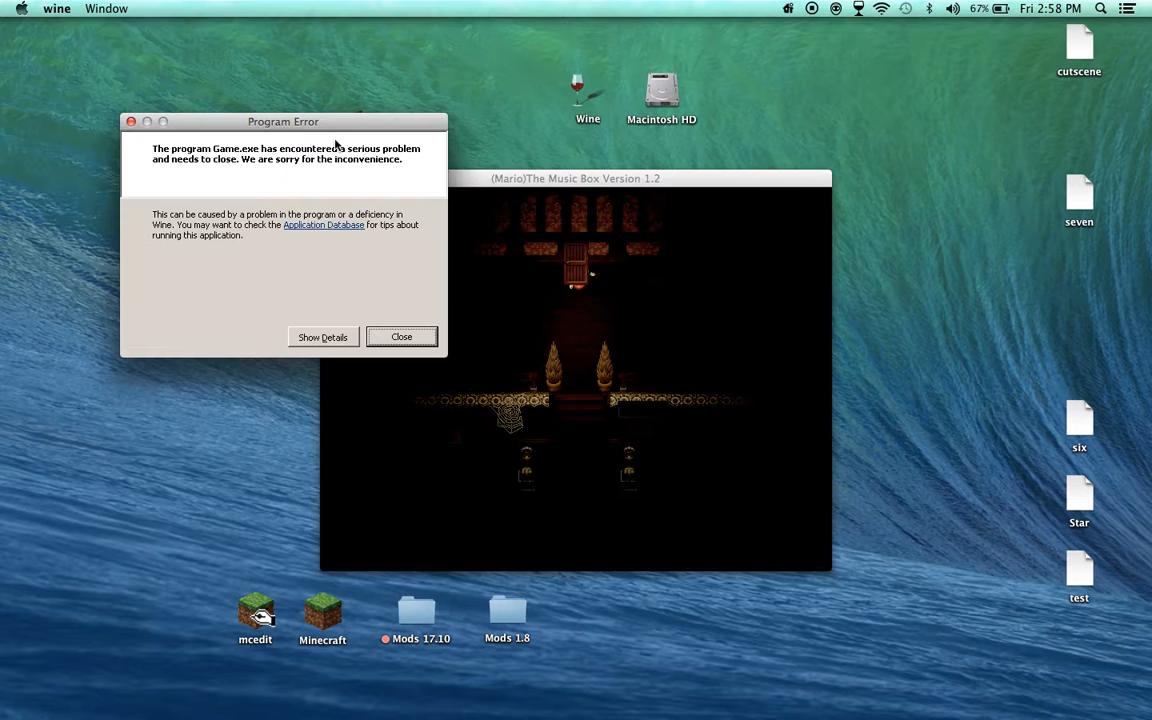 wine Window
67% Fri 2:58 PM
cutscene
Wine
Macintosh HD
Program Error
The program Game.exe has encountered a serious problem
and needs to close. We are sorry for the inconvenience.
(Mario)The Music Box Version 1.2
This can be caused by a problem in the program or a deficiency in
Wine. You may want to check the Application Database for tips about
running this application.
seven
Show Details
Close
six
Star
test
mcedit
Minecraft
Mods 17.10
Mods 1.8